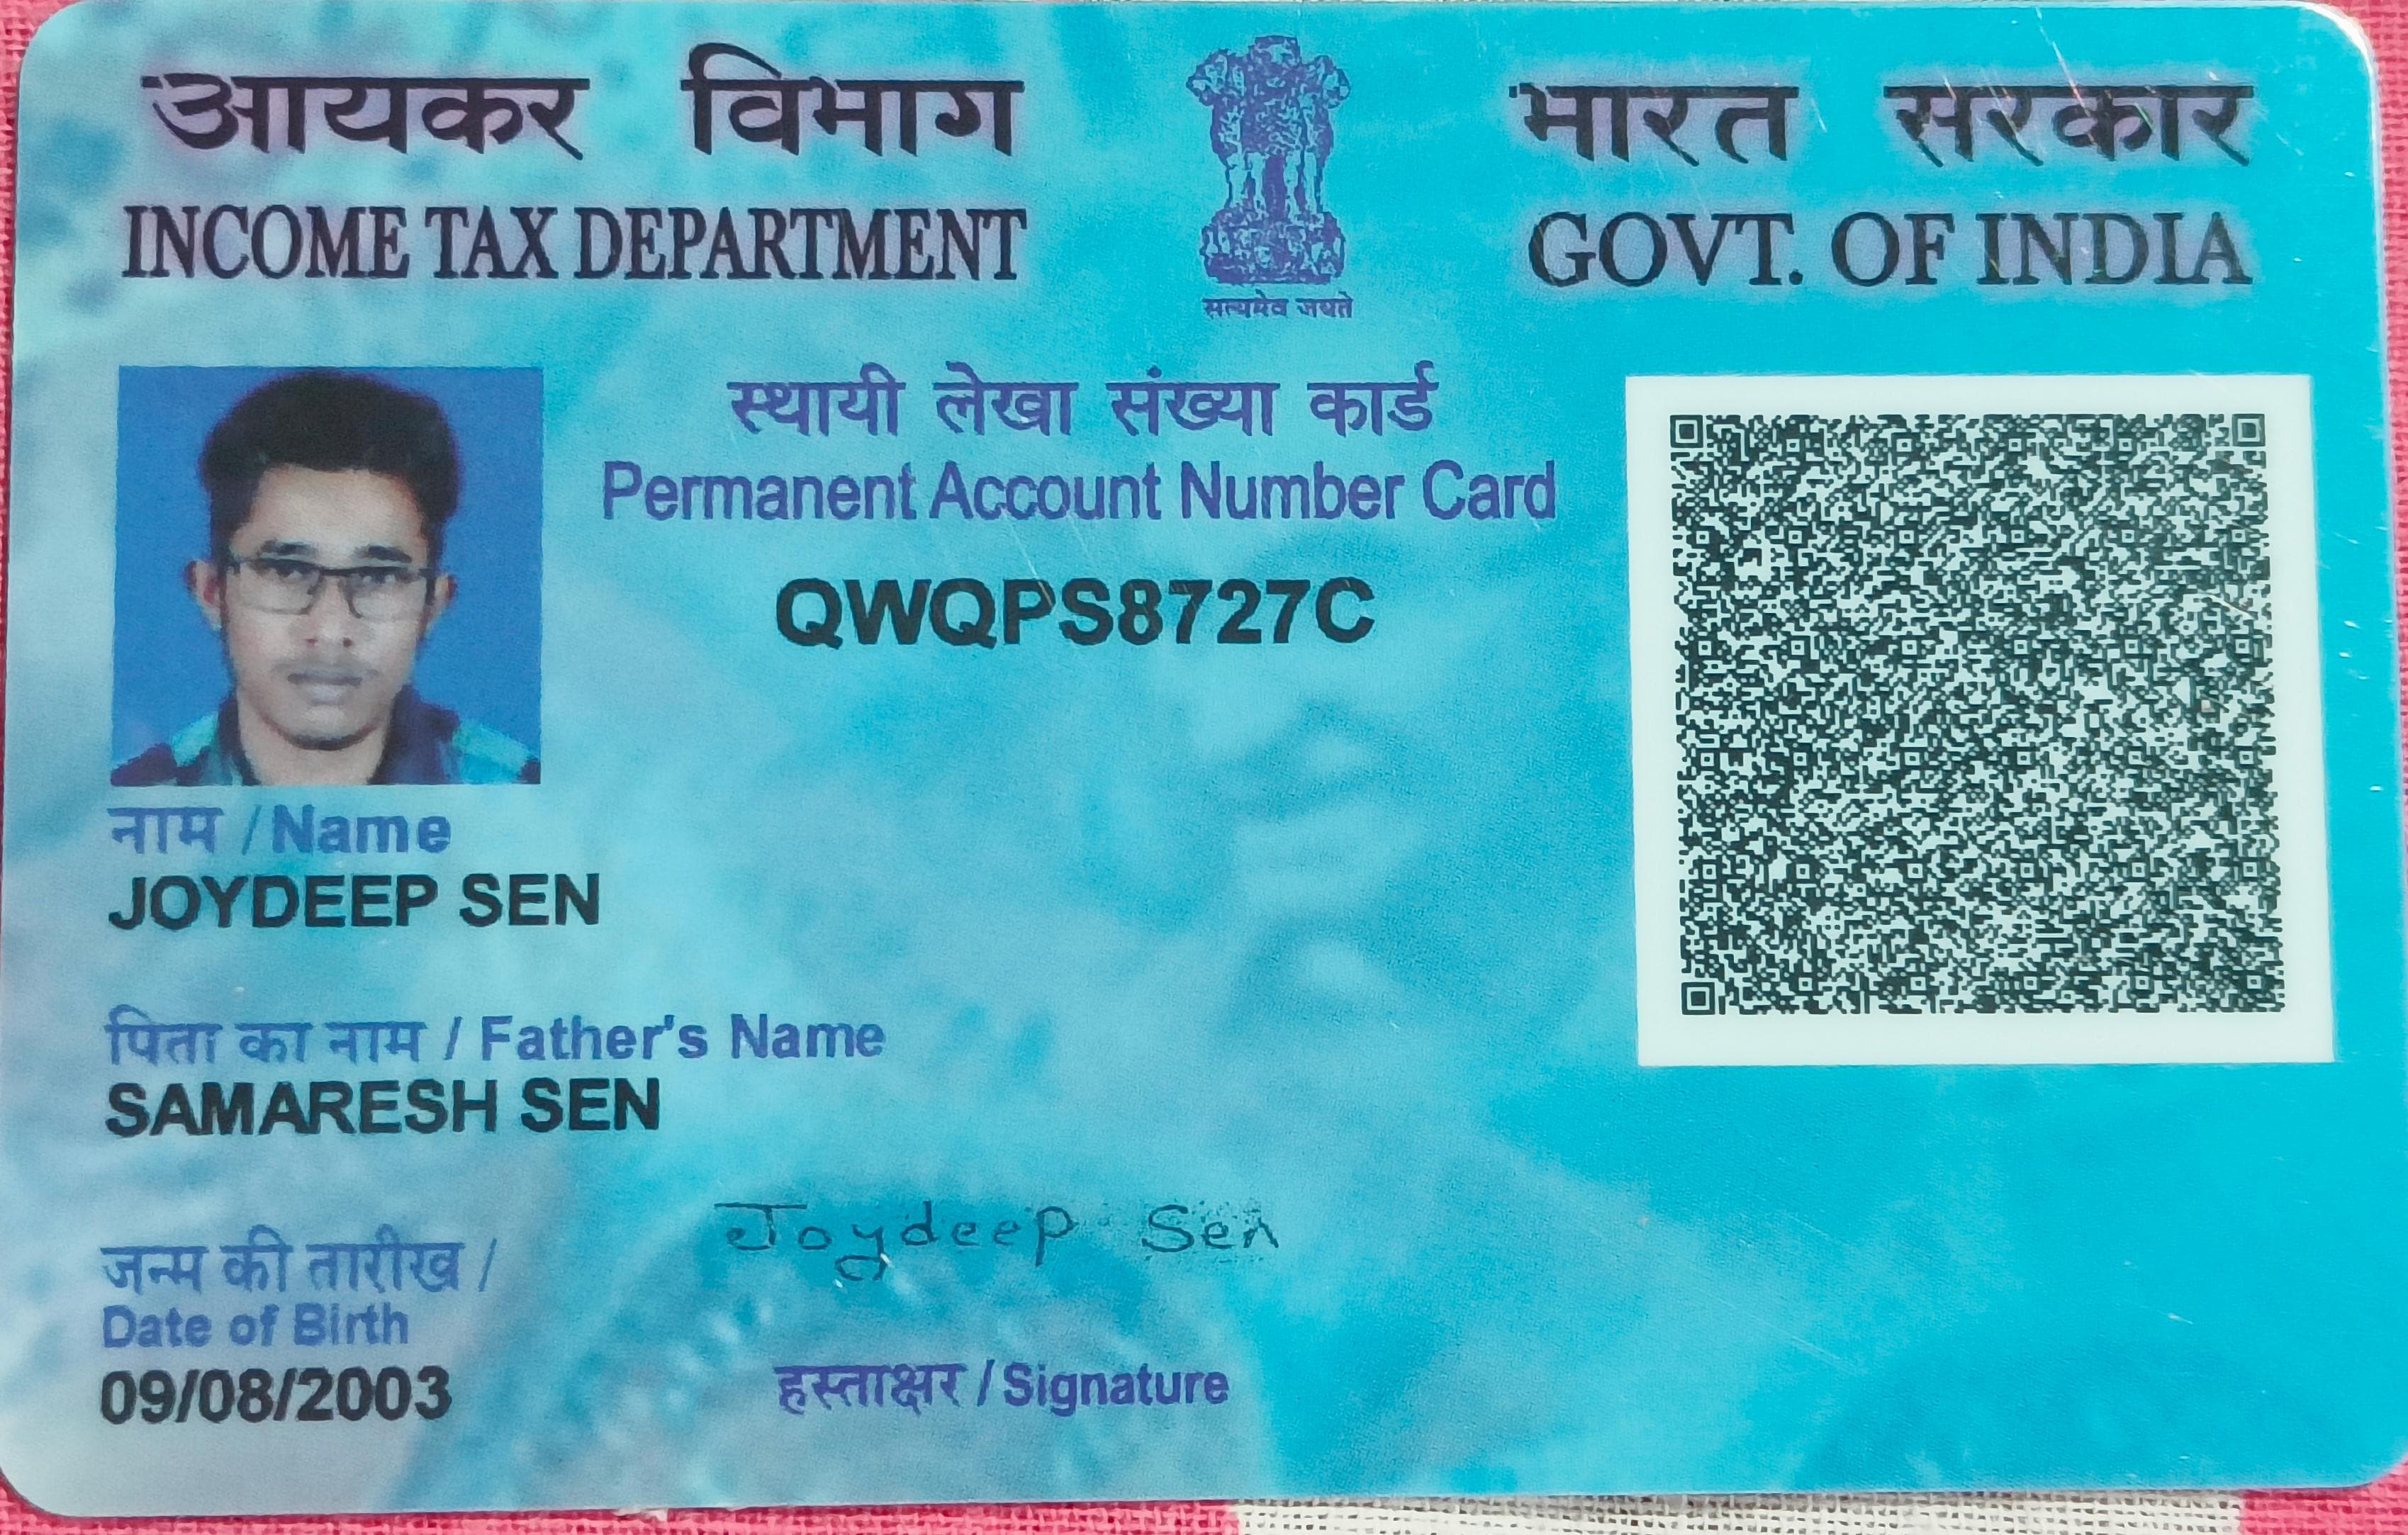 आयकर विभाग
INCOME TAX DEPARTMENT
सत्यमेव जयते
भारत सरकार
GOVT. OF INDIA
स्थायी लेखा संख्या कार्ड
Permanent Account Number Card
QWQPS8727C
नाम / Name
JOYDEEP SEN
पिता का नाम / Father's Name
SAMARESH SEN
जन्म की तारीख /
Date of Birth
09/08/2003
Joydeep Sen
हस्ताक्षर / Signature